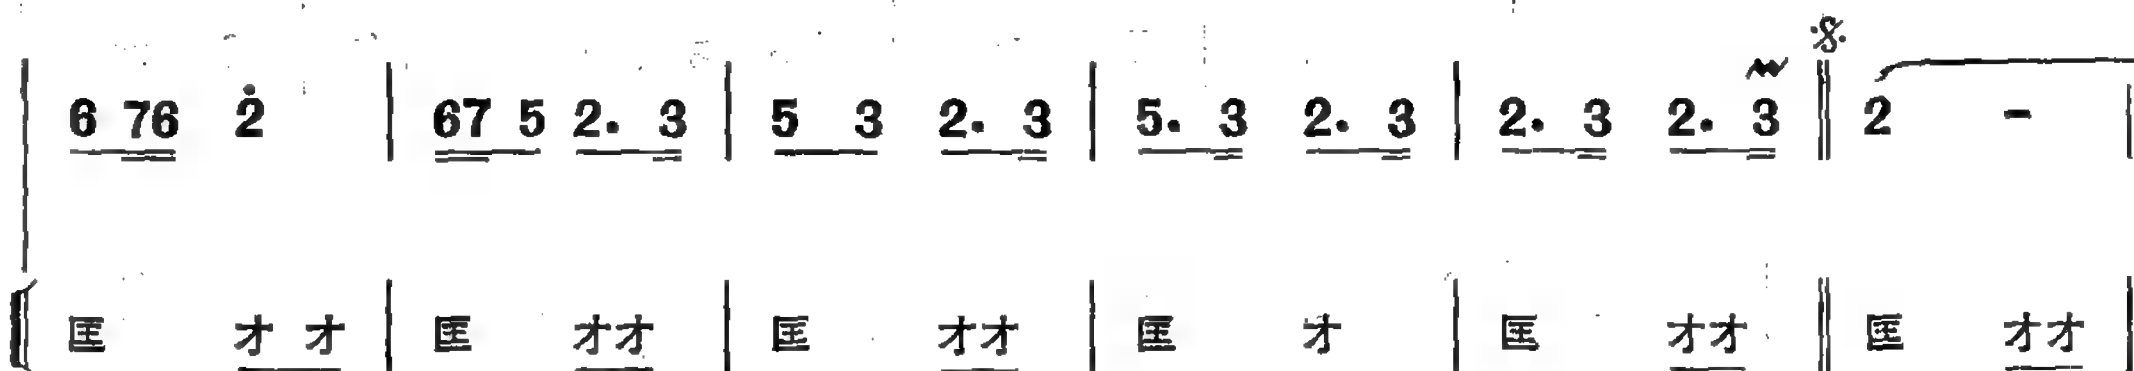 6 76 2̇ | 67 5 2. 3 | 5 3 2. 3 | 5. 3 2. 3 | 2. 3 2. 3 || 2 - |
匡 才 才 | 匡 才才 | 匡 才才 | 匡 才 | 匡 才才 || 匡 才才 |